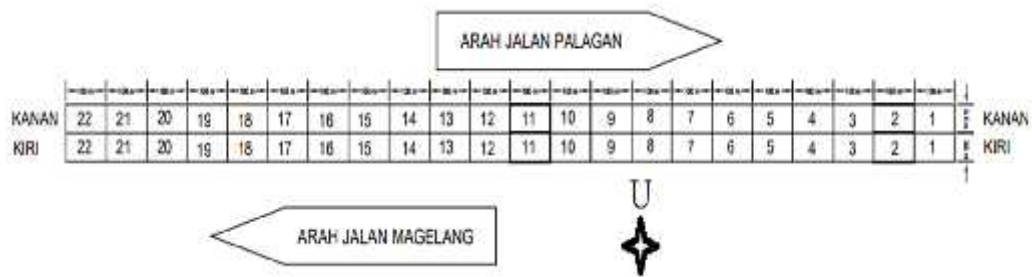 ARAH JALAN PALAGAN
KANAN 22 21 20 19 18 17 16 15 14 13 12 11 10 9 8 7 6 5 4 3 2 1 KANAN
KIRI 22 21 20 19 18 17 16 15 14 13 12 11 10 9 8 7 6 5 4 3 2 1 KIRI
U
ARAH JALAN MAGELANG